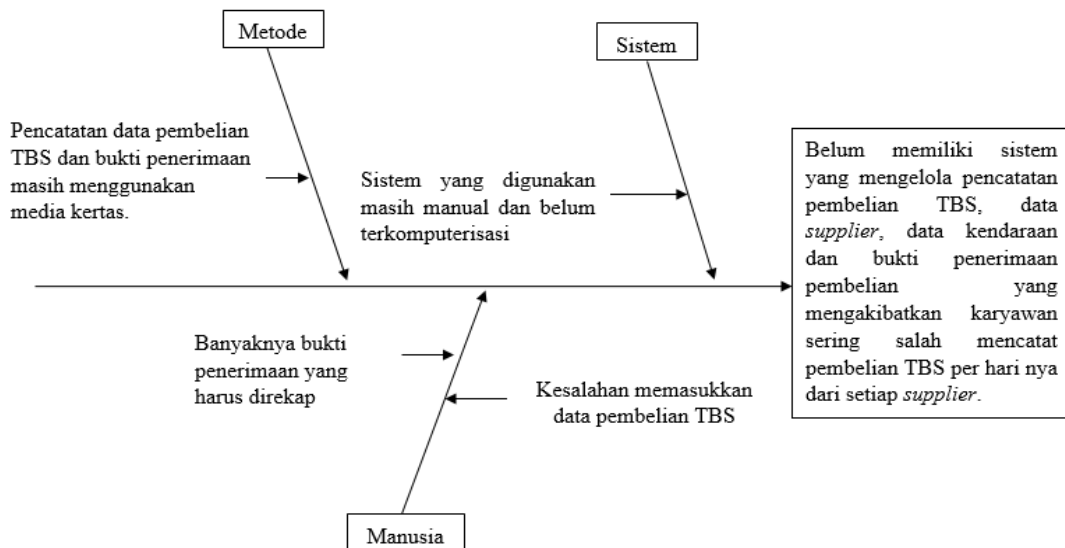 Metode
Sistem
Pencatatan data pembelian
TBS dan bukti penerimaan
masih menggunakan
media kertas.
Sistem yang digunakan
masih manual dan belum
terkomputerisasi
Belum memiliki sistem
yang mengelola pencatatan
pembelian TBS, data
supplier, data kendaraan
dan bukti penerimaan
pembelian yang
mengakibatkan karyawan
sering salah mencatat
pembelian TBS per hari nya
dari setiap supplier.
Banyaknya bukti
penerimaan yang
harus direkap
Kesalahan memasukkan
data pembelian TBS
Manusia